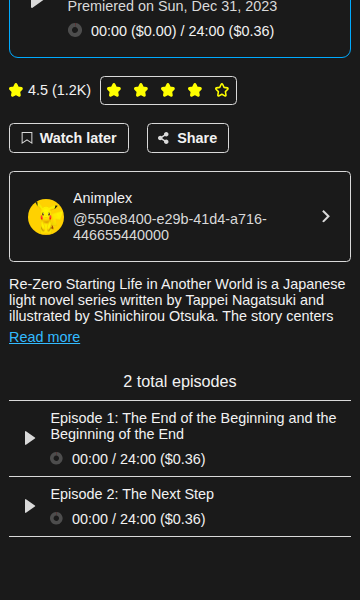 Premiered on Sun, Dec 31, 2023
00:00 ($0.00) / 24:00 ($0.36)
4.5 (1.2K)
Watch later
Share
Animplex
@550e8400-e29b-41d4-a716-
446655440000
Re-Zero Starting Life in Another World is a Japanese
light novel series written by Tappei Nagatsuki and
illustrated by Shinichirou Otsuka. The story centers
Read more
2 total episodes
Episode 1: The End of the Beginning and the
Beginning of the End
00:00 / 24:00 ($0.36)
Episode 2: The Next Step
00:00 / 24:00 ($0.36)